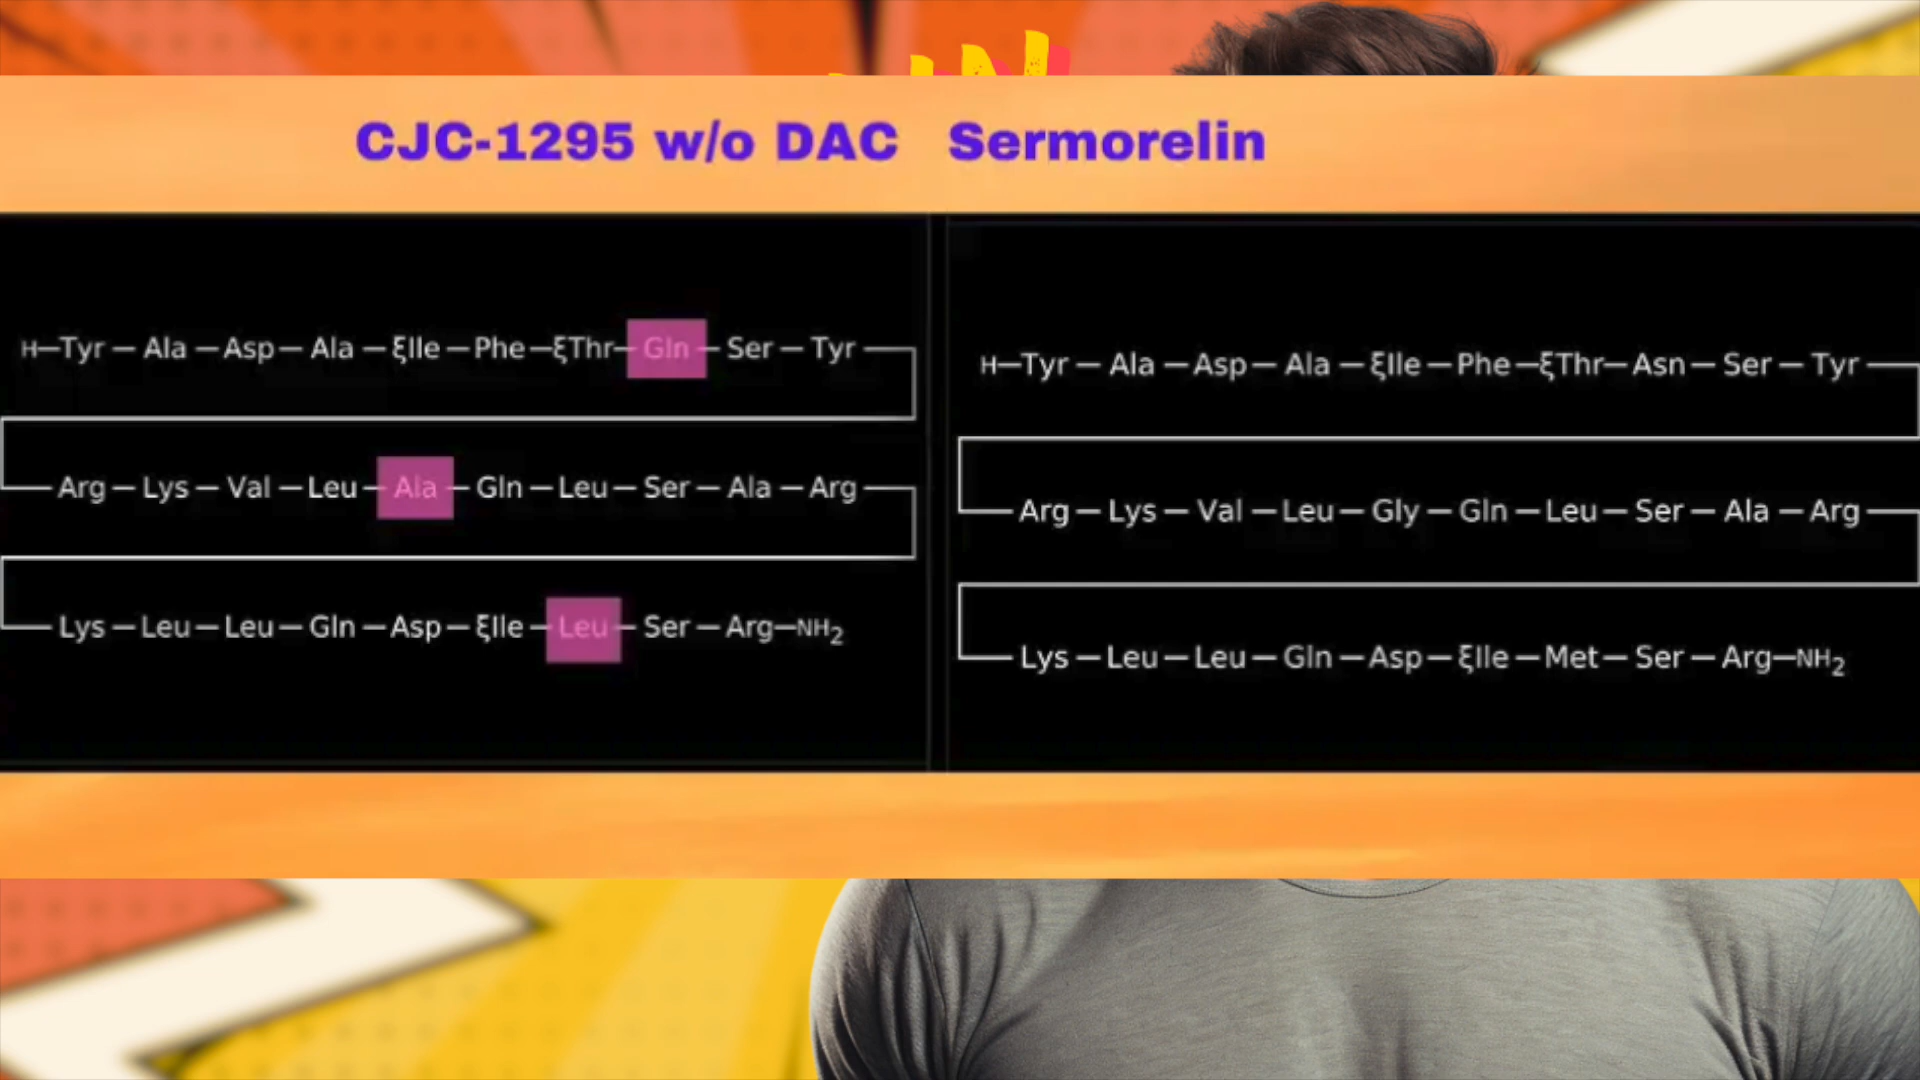 CJC-1295 w/o DAC Sermorelin
H—Tyr — Ala — Asp — Ala — ξIle — Phe — ξThr — Gln — Ser — Tyr
Arg — Lys — Val — Leu — Ala — Gln — Leu — Ser — Ala — Arg
Lys — Leu — Leu — Gln — Asp — ξIle — Leu — Ser — Arg — NH2
H—Tyr — Ala — Asp — Ala — ξIle — Phe — ξThr — Asn — Ser — Tyr
Arg — Lys — Val — Leu — Gly — Gln — Leu — Ser — Ala — Arg
Lys — Leu — Leu — Gln — Asp — ξIle — Met — Ser — Arg — NH2